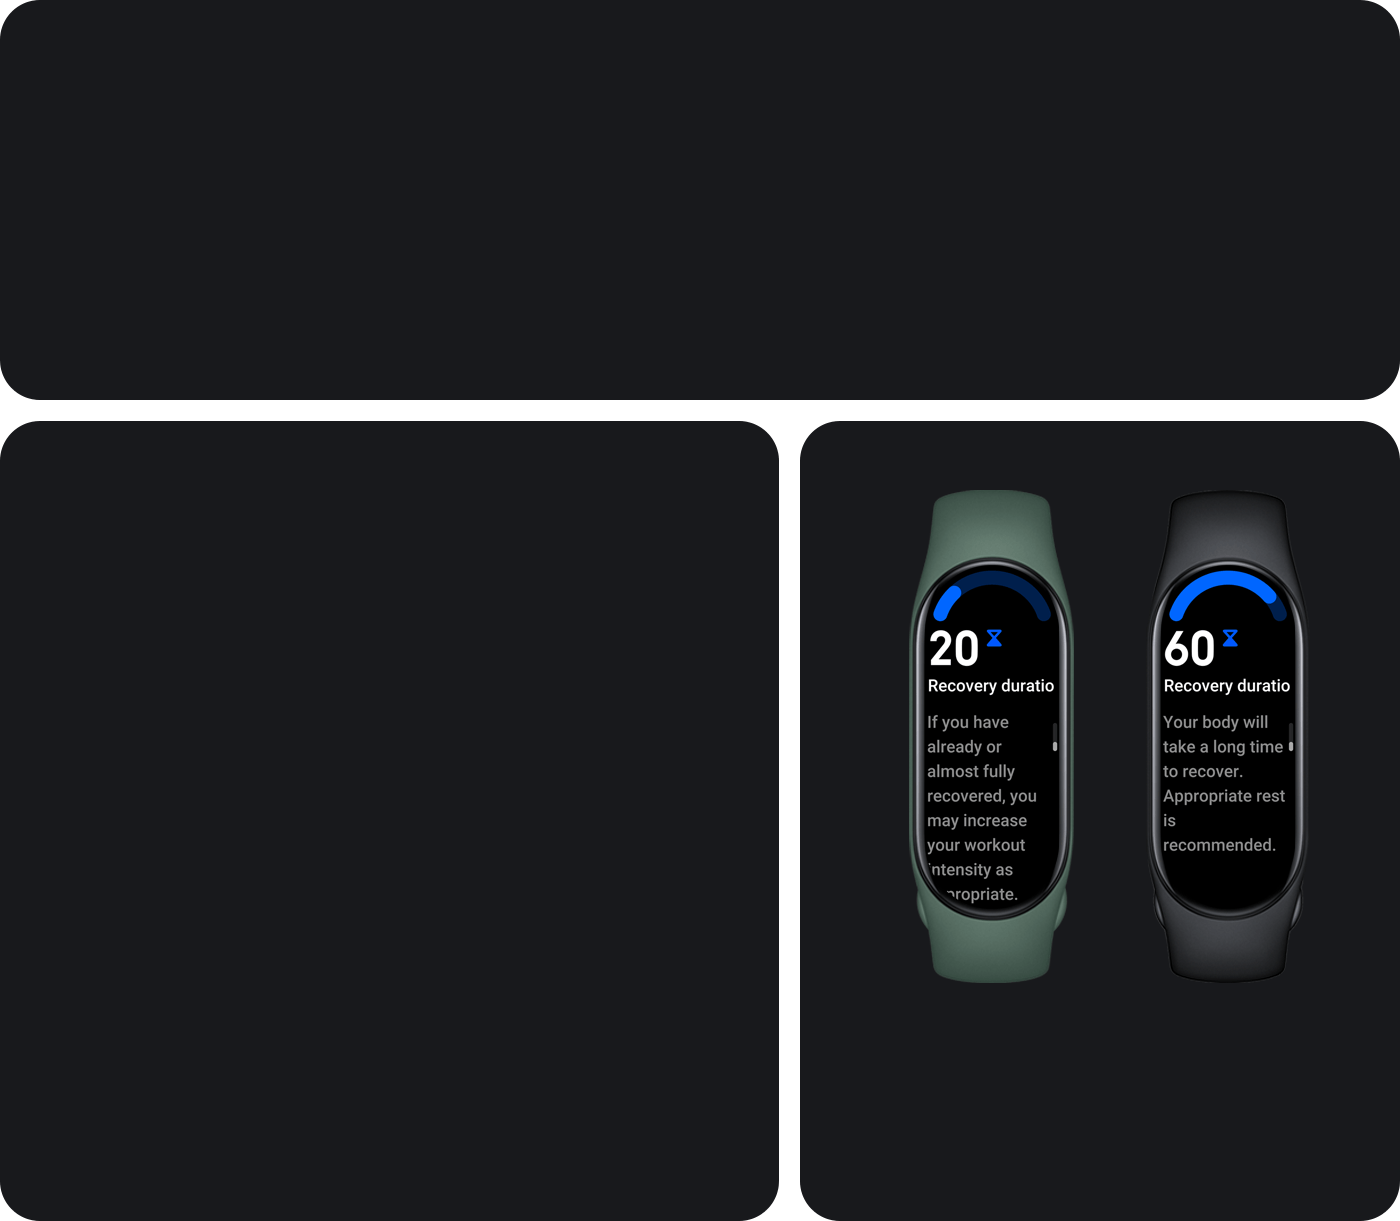 20
Recovery duratio
If you have
already or
almost fully
recovered, you
may increase
your workout
intensity as
propriate.
60
Recovery duratio
Your body will
take a long time
to recover.
Appropriate rest
is
recommended.